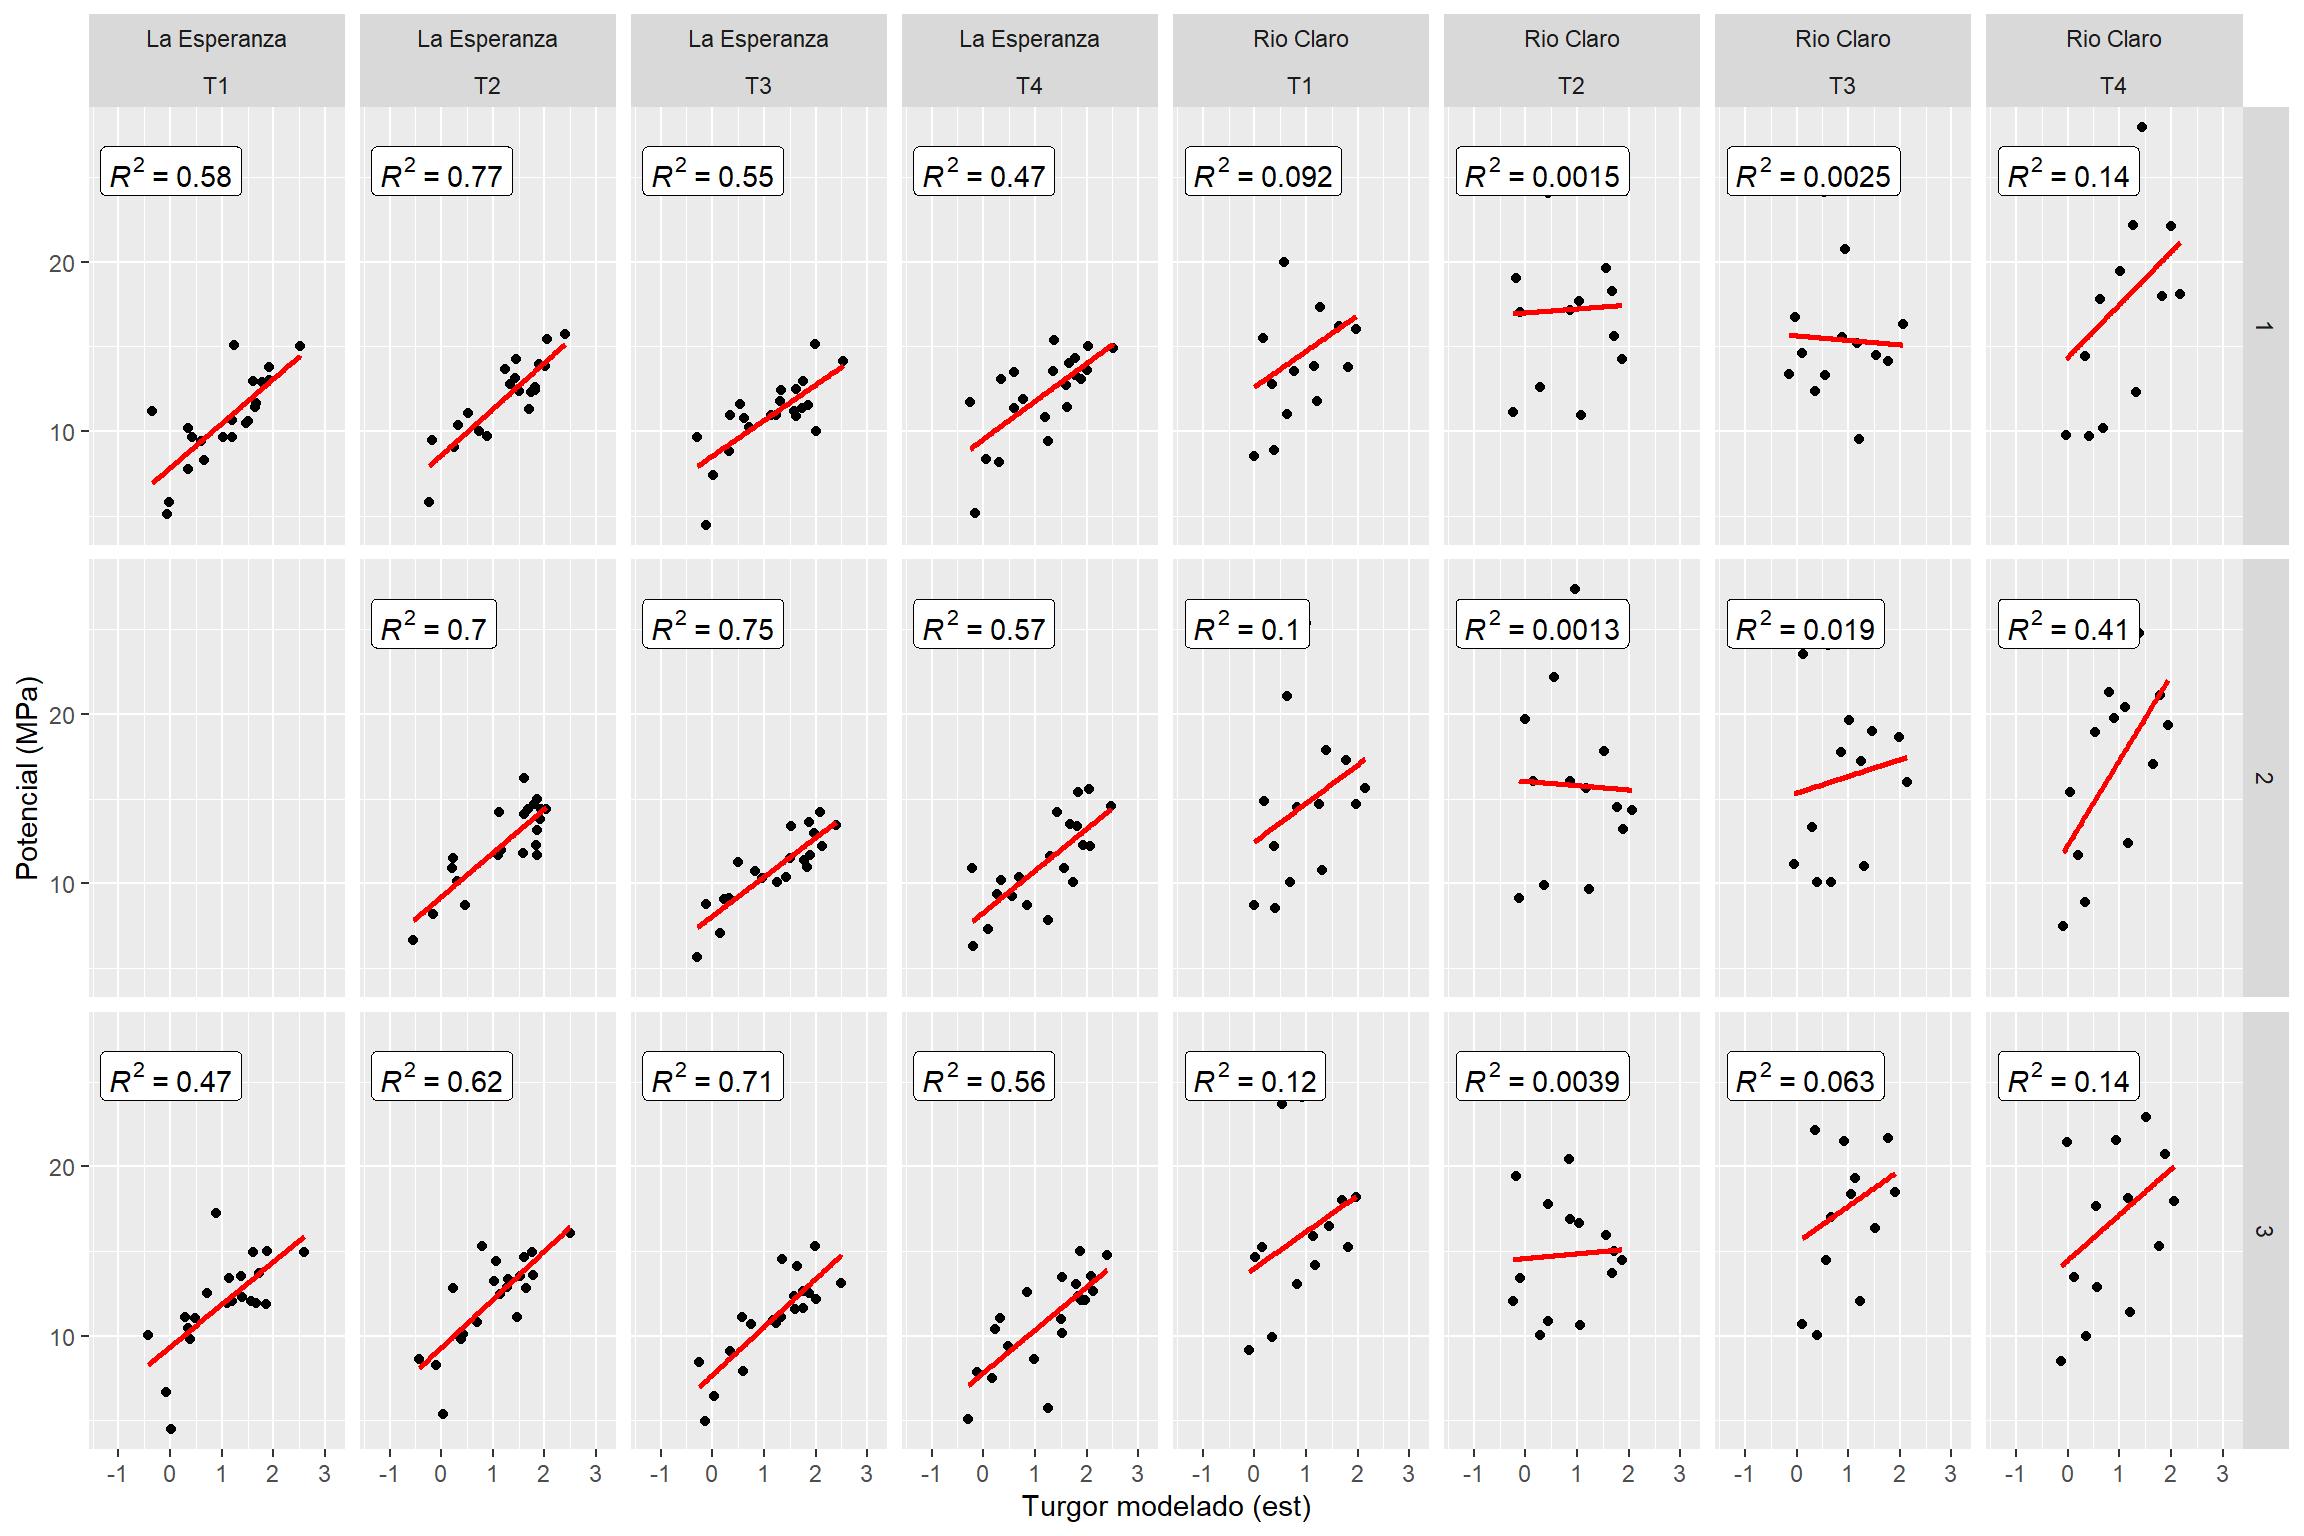 La Esperanza La Esperanza La Esperanza La Esperanza Rio Claro Rio Claro Rio Claro Rio Claro
T1 T2 T3 T4 T1 T2 T3 T4
R² = 0.58 R² = 0.77 R² = 0.55 R² = 0.47 R² = 0.092 R² = 0.0015 R² = 0.0025 R² = 0.14
20
1
10
R² = 0.7 R² = 0.75 R² = 0.57 R² = 0.1 R² = 0.0013 R² = 0.019 R² = 0.41
20
2
10
Potencial (MPa)
R² = 0.47 R² = 0.62 R² = 0.71 R² = 0.56 R² = 0.12 R² = 0.0039 R² = 0.063 R² = 0.14
20
3
10
-1 0 1 2 3 -1 0 1 2 3 -1 0 1 2 3 -1 0 1 2 3 -1 0 1 2 3 -1 0 1 2 3 -1 0 1 2 3 -1 0 1 2 3
Turgor modelado (est)